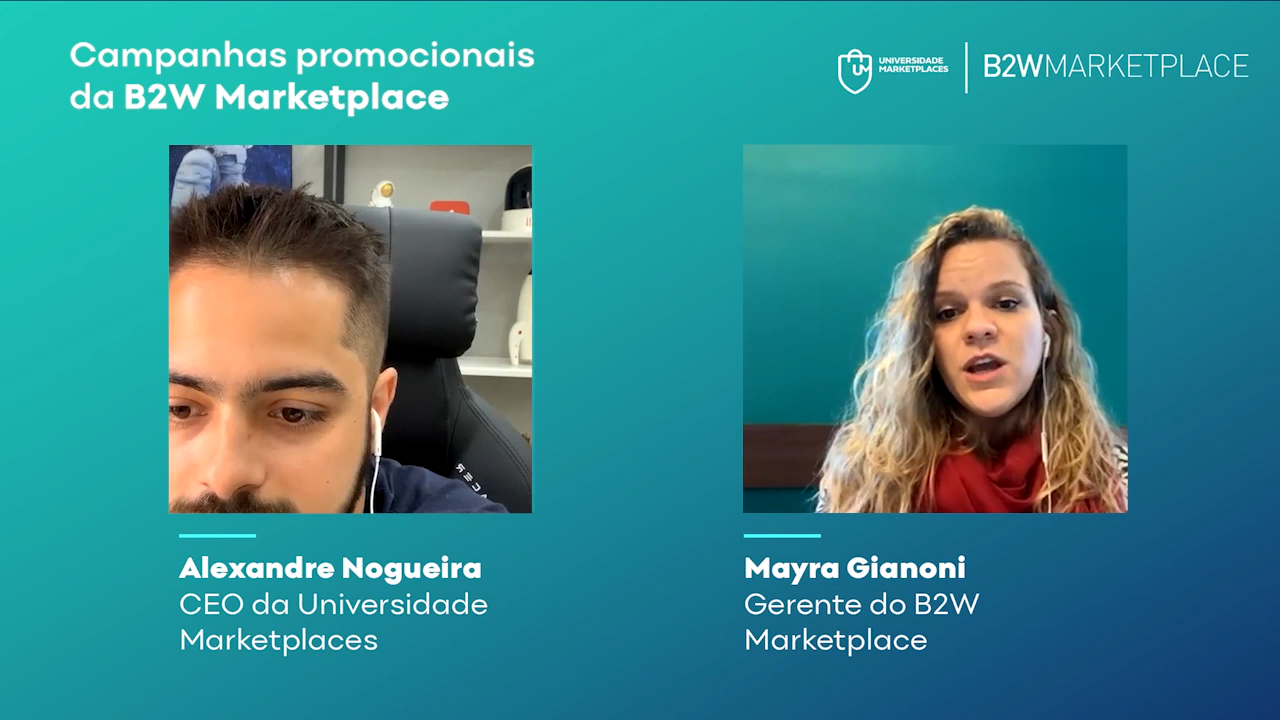 Campanhas promocionais
da B2W Marketplace
UM
UNIVERSIDADE
MARKETPLACES
B2WMARKETPLACE
Alexandre Nogueira
CEO da Universidade
Marketplaces
Mayra Gianoni
Gerente do B2W
Marketplace